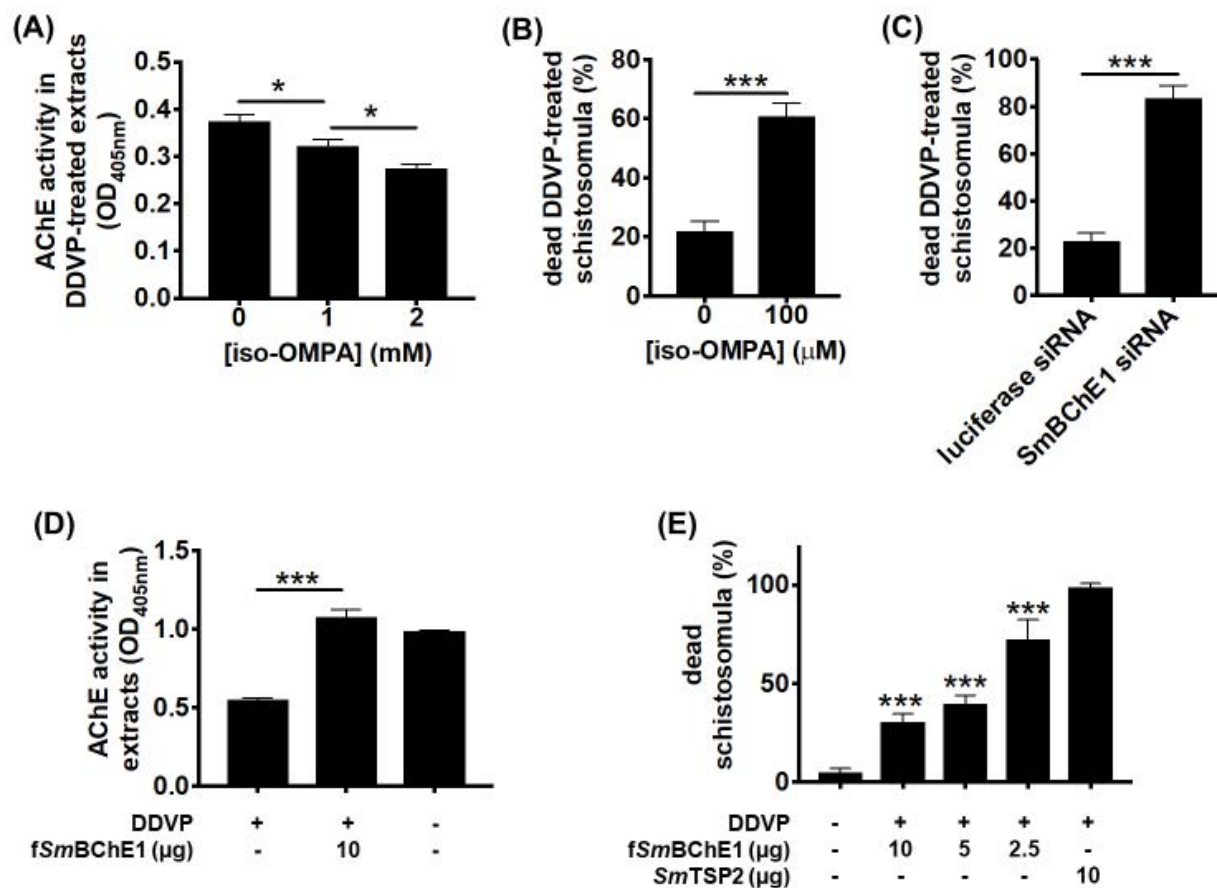 (A)
AChE activity in
DDVP-treated extracts
(OD405nm)
0.5
0.4
0.3
0.2
0.1
0.0
*
*
0 1 2
[iso-OMPA] (mM)
(B)
dead DDVP-treated
schistosomula (%)
80
60
40
20
0
***
0 100
[iso-OMPA] (μM)
(C)
dead DDVP-treated
schistosomula (%)
100
80
60
40
20
0
***
luciferase siRNA
SmBChE1 siRNA
(D)
AChE activity in
extracts (OD405nm)
1.5
1.0
0.5
0.0
***
DDVP + + -
fSmBChE1 (μg) - 10 -
(E)
dead
schistosomula (%)
100
50
0
***
***
***
DDVP - + + + +
fSmBChE1 (μg) - 10 5 2.5 -
SmTSP2 (μg) - - - - 10